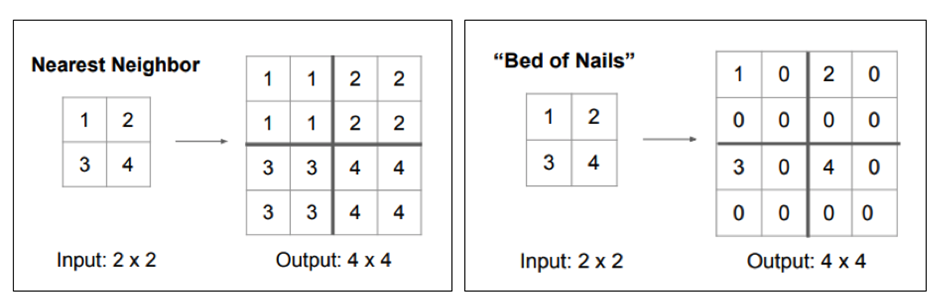 Nearest Neighbor
1 2
3 4
1 1 2 2
1 1 2 2
3 3 4 4
3 3 4 4
Input: 2 x 2
Output: 4 x 4
“Bed of Nails”
1 2
3 4
1 0 2 0
0 0 0 0
3 0 4 0
0 0 0 0
Input: 2 x 2
Output: 4 x 4